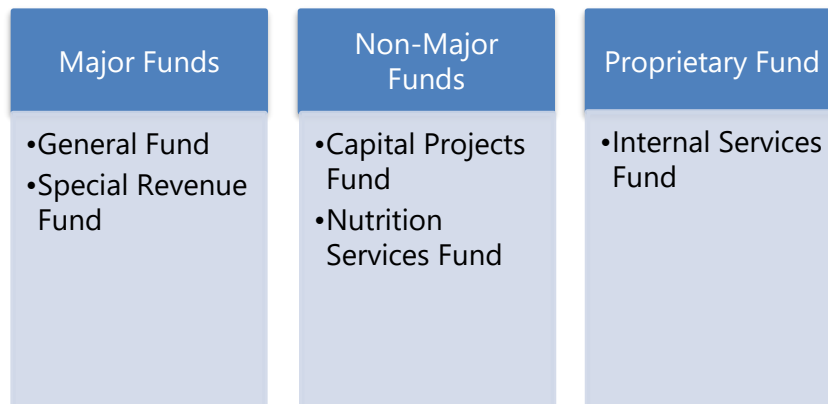 Major Funds
•General Fund
•Special Revenue
Fund
Non-Major
Funds
•Capital Projects
Fund
•Nutrition
Services Fund
Proprietary Fund
•Internal Services
Fund